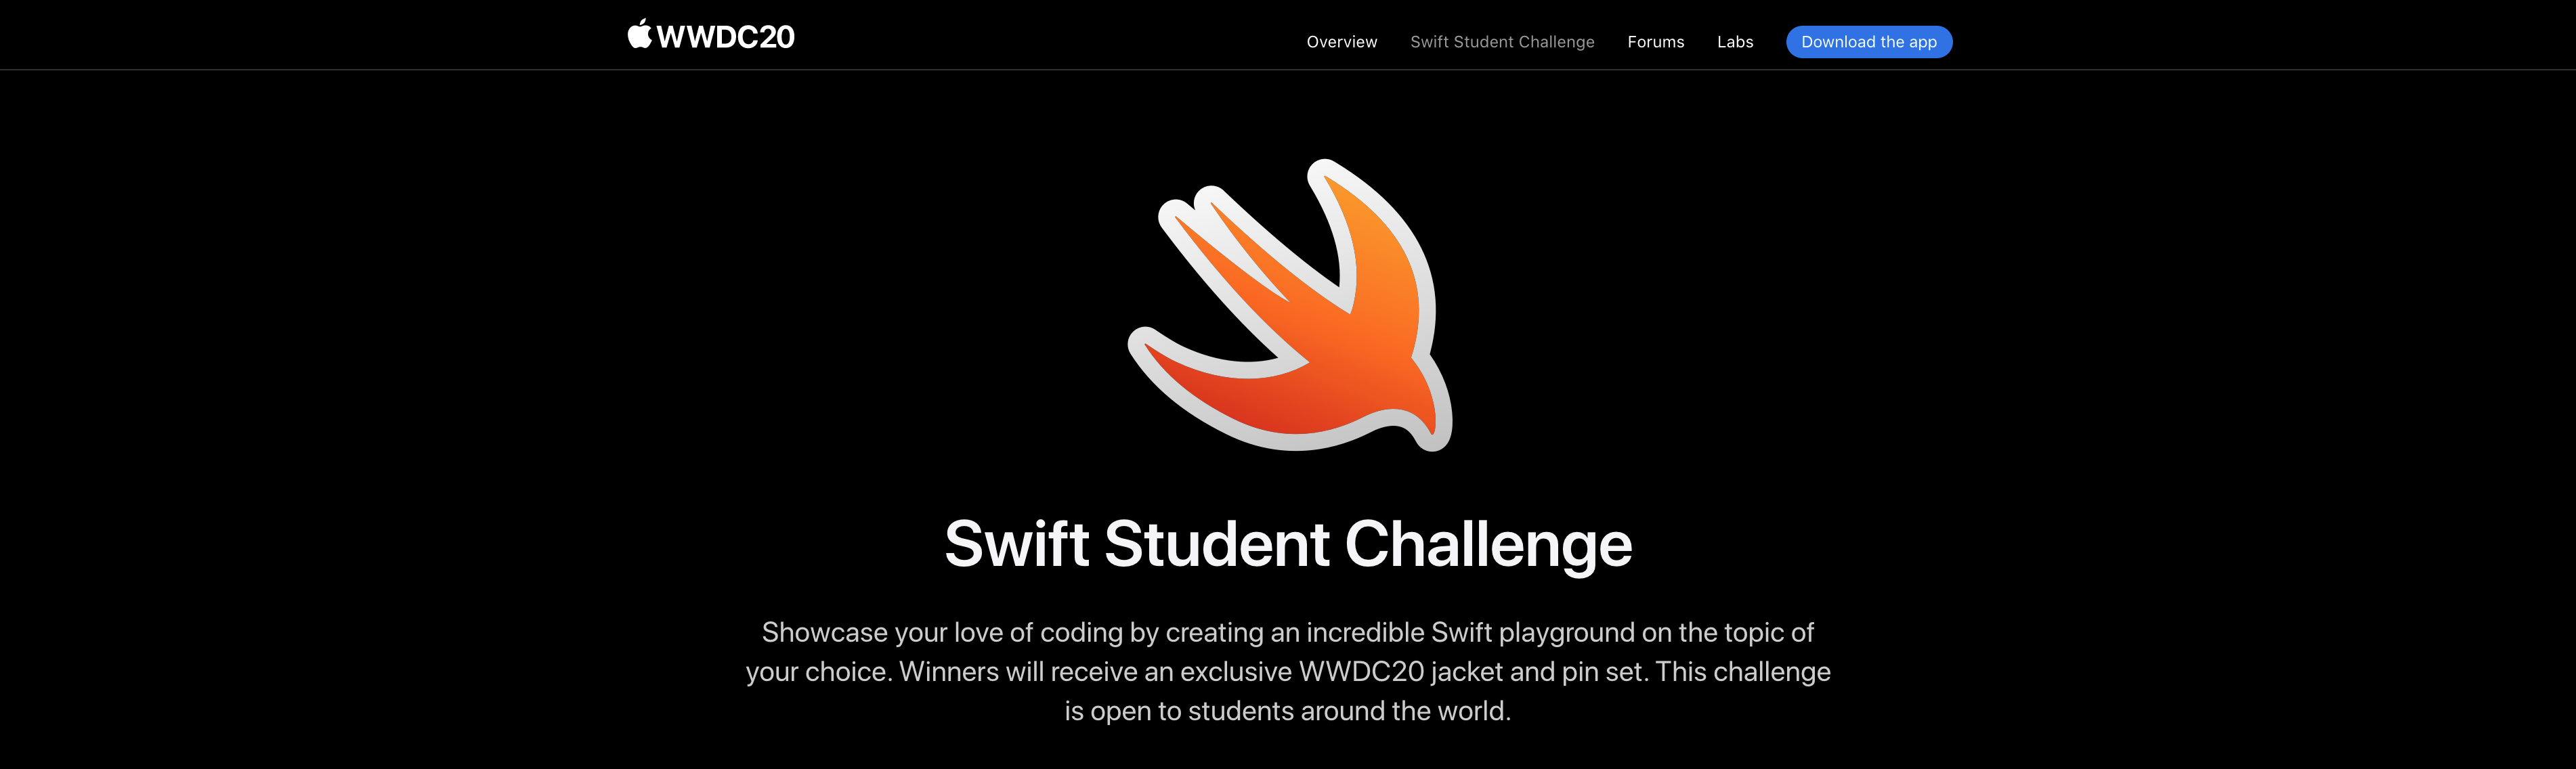 WWDC20
Overview Swift Student Challenge Forums Labs Download the app
Swift Student Challenge
Showcase your love of coding by creating an incredible Swift playground on the topic of
your choice. Winners will receive an exclusive WWDC20 jacket and pin set. This challenge
is open to students around the world.